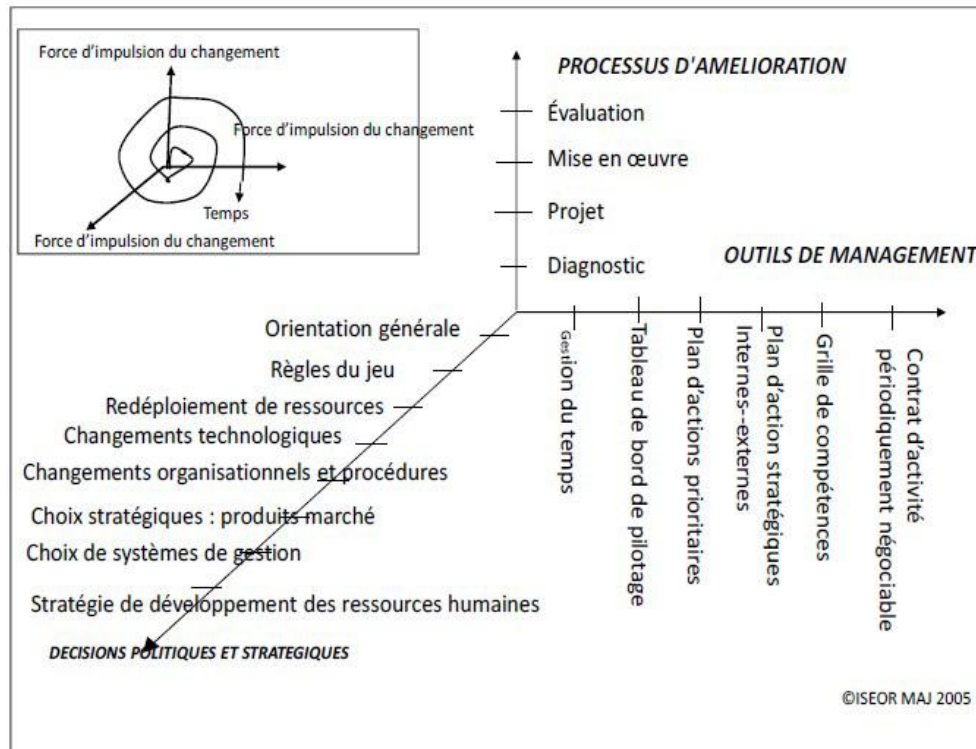 Force d'impulsion du changement
Force d'impulsion du changement
Temps
Force d'impulsion du changement
PROCESSUS D'AMELIORATION
Évaluation
Mise en œuvre
Projet
Diagnostic
OUTILS DE MANAGEMENT
Gestion du temps
Tableau de bord de pilotage
Plan d'actions prioritaires
Plan d'action stratégiques
Internes--externes
Grille de compétences
Contrat d'activité
périodiquement négociable
Orientation générale
Règles du jeu
Redéploiement de ressources
Changements technologiques
Changements organisationnels et procédures
Choix stratégiques : produits marché
Choix de systèmes de gestion
Stratégie de développement des ressources humaines
DECISIONS POLITIQUES ET STRATEGIQUES
©ISEOR MAJ 2005